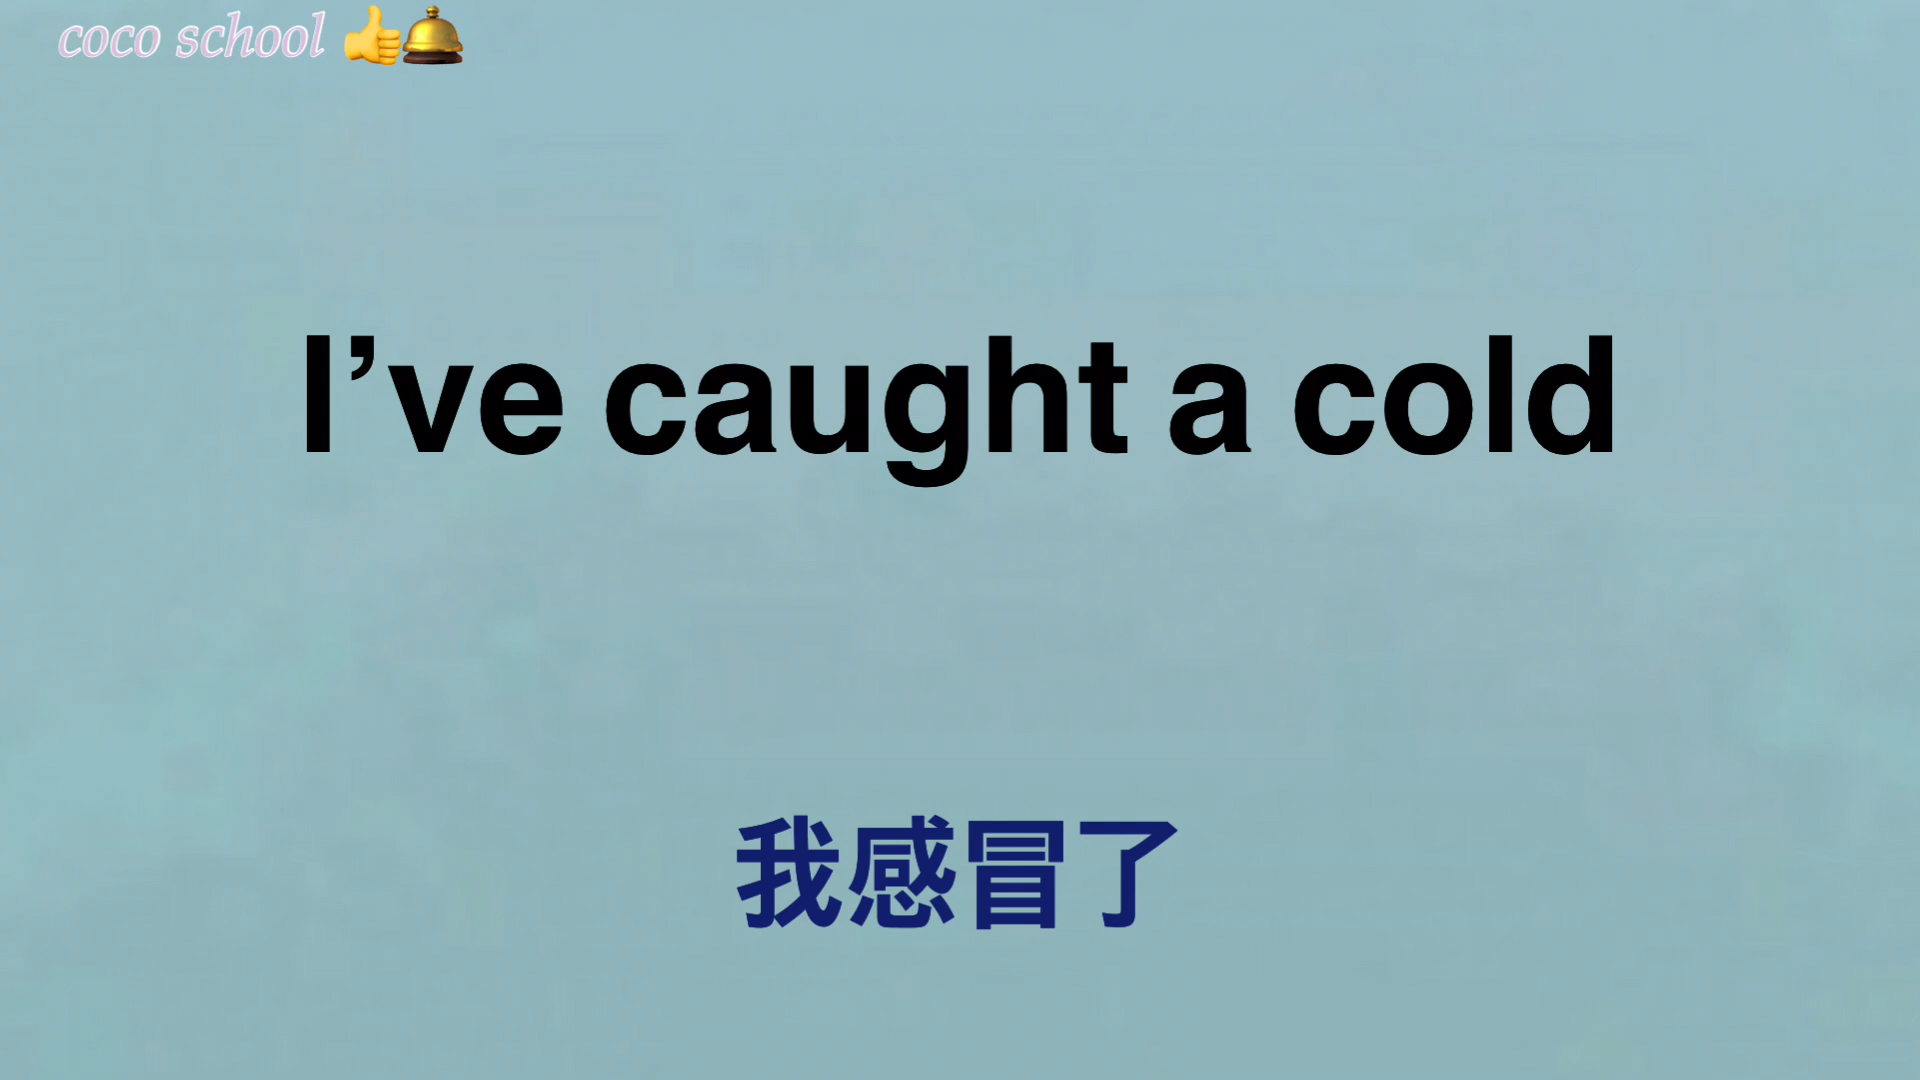 coco school 👍🛎️
I’ve caught a cold
我感冒了